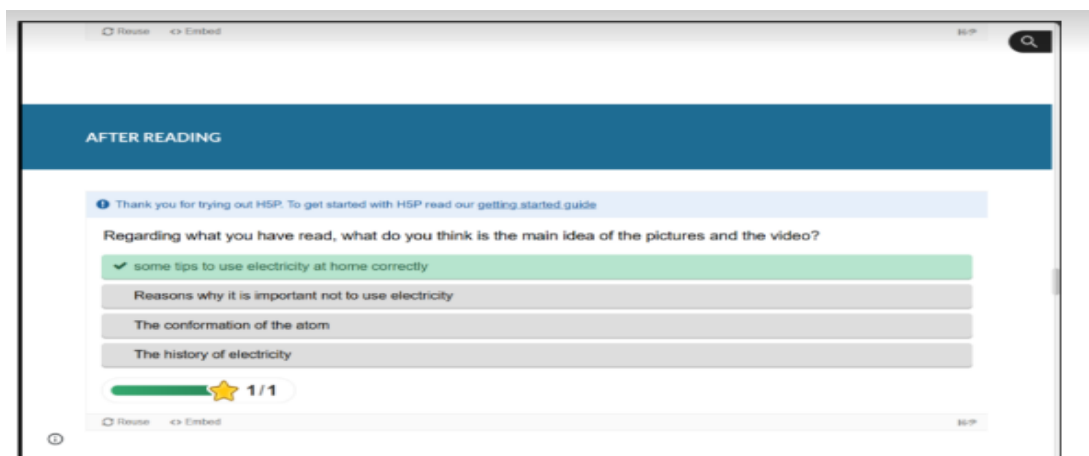 Reuse <> Embed H5P
AFTER READING
Thank you for trying out H5P. To get started with H5P read our getting started guide
Regarding what you have read, what do you think is the main idea of the pictures and the video?
some tips to use electricity at home correctly
Reasons why it is important not to use electricity
The conformation of the atom
The history of electricity
1/1
Reuse <> Embed H5P